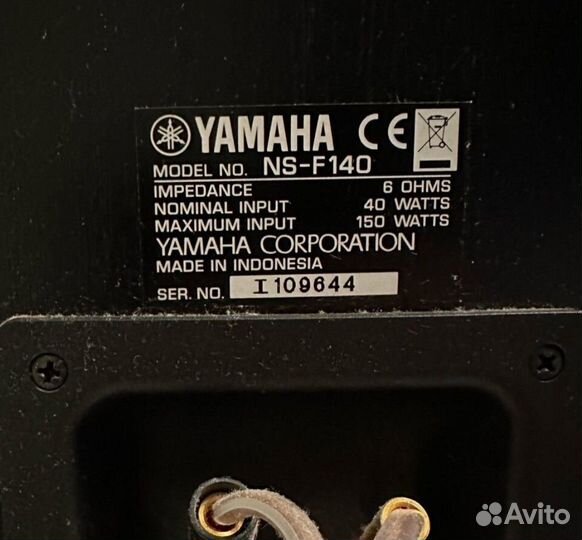 YAMAHA CE
MODEL NO. NS-F140
IMPEDANCE 6 OHMS
NOMINAL INPUT 40 WATTS
MAXIMUM INPUT 150 WATTS
YAMAHA CORPORATION
MADE IN INDONESIA
SER. NO. I 109644
Avito